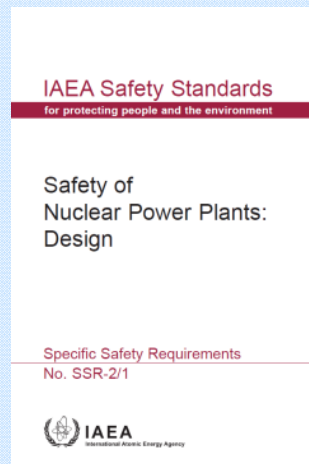 IAEA Safety Standards
for protecting people and the environment
Safety of
Nuclear Power Plants:
Design
Specific Safety Requirements
No. SSR-2/1
IAEA
International Atomic Energy Agency